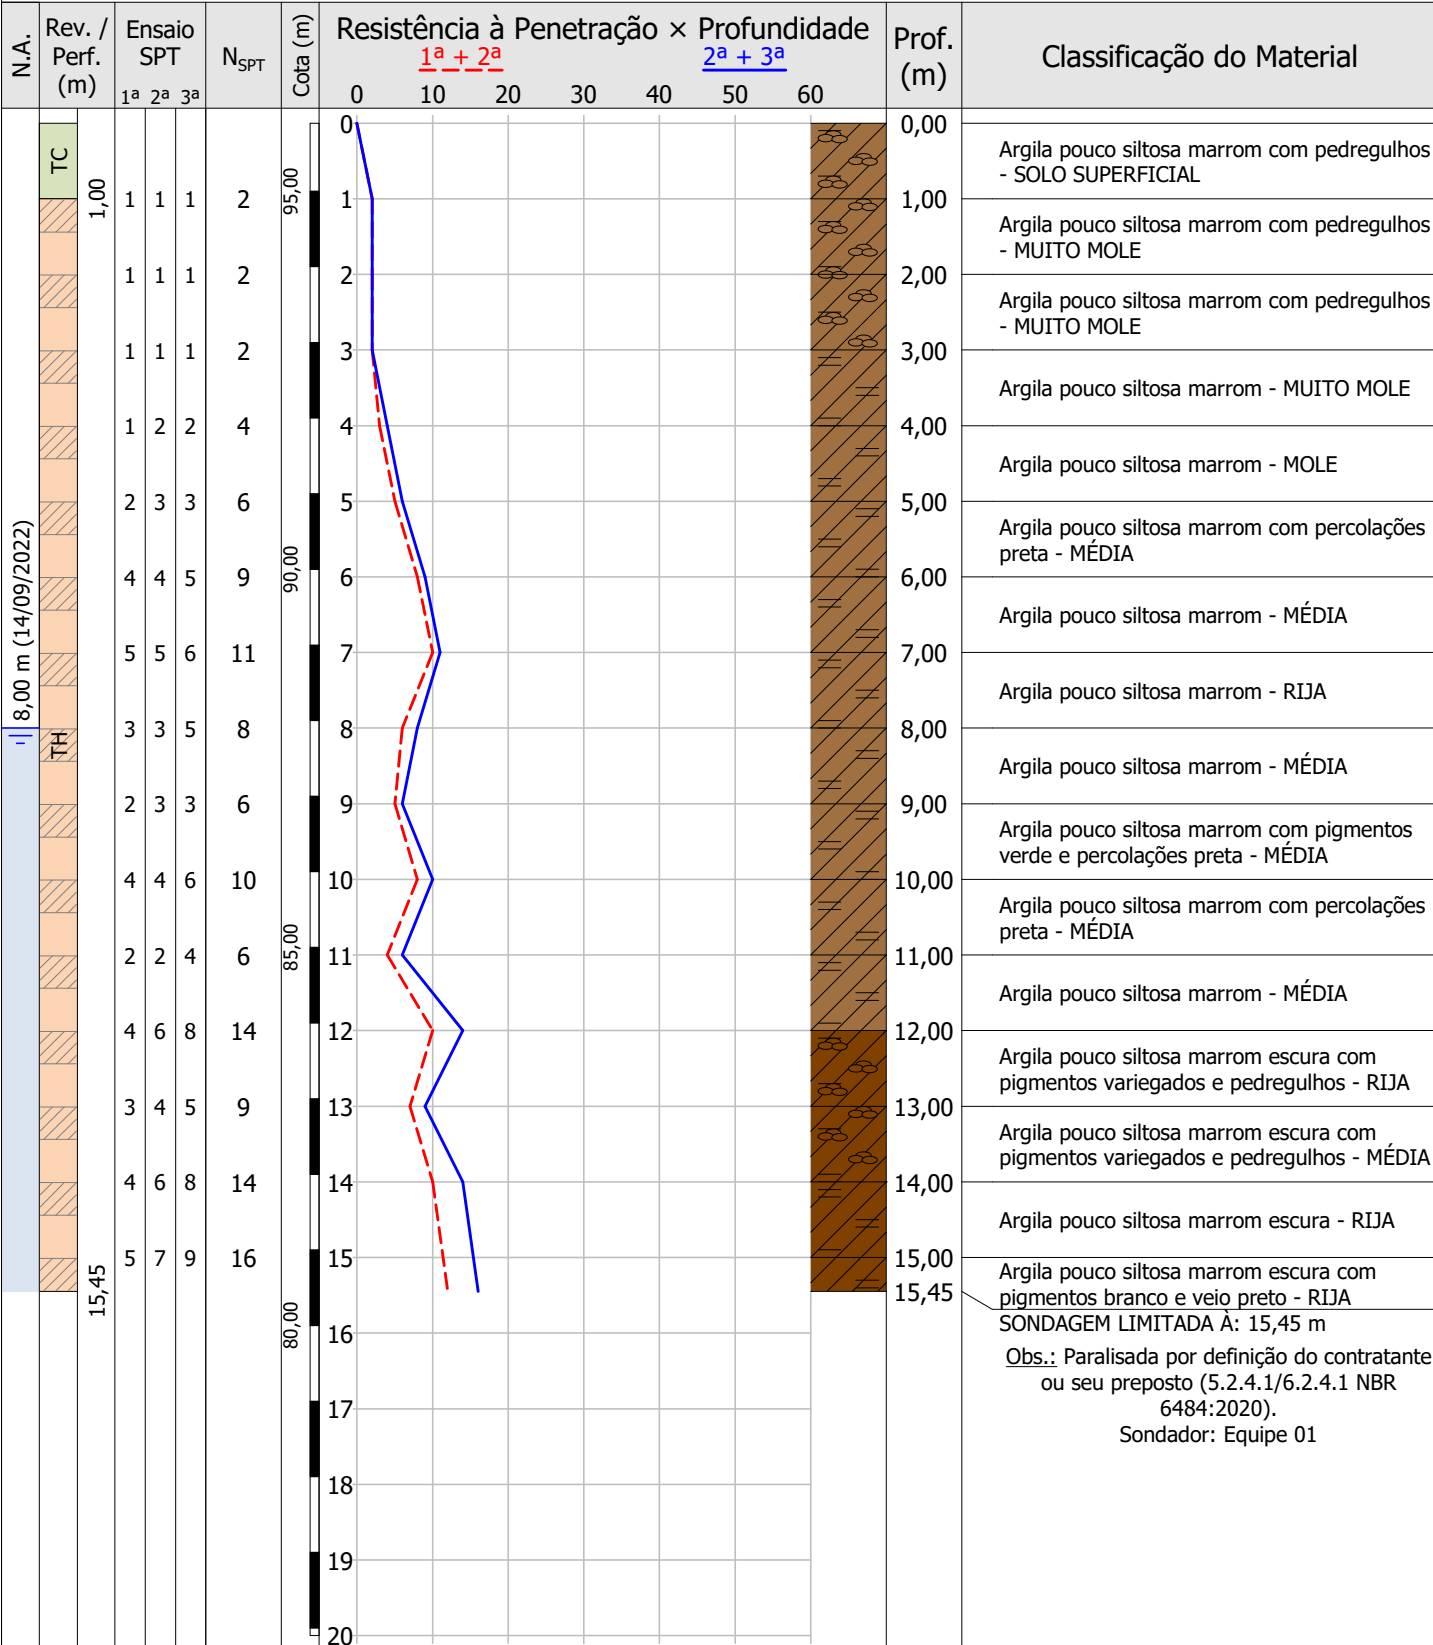 N.A.
Rev. / Perf. (m)
Ensaio SPT
1ª 2ª 3ª
N SPT
Cota (m)
Resistência à Penetração × Profundidade
1ª + 2ª 2ª + 3ª
0 10 20 30 40 50 60
Prof. (m)
Classificação do Material
8,00 m (14/09/2022)
TC
TH
1,00
15,45
95,00
90,00
85,00
80,00
0 0,00
Argila pouco siltosa marrom com pedregulhos
- SOLO SUPERFICIAL
1 1 1 2 1 1,00
Argila pouco siltosa marrom com pedregulhos
- MUITO MOLE
1 1 1 2 2 2,00
Argila pouco siltosa marrom com pedregulhos
- MUITO MOLE
1 1 1 2 3 3,00
Argila pouco siltosa marrom - MUITO MOLE
1 2 2 4 4 4,00
Argila pouco siltosa marrom - MOLE
2 3 3 6 5 5,00
Argila pouco siltosa marrom com percolações
preta - MÉDIA
4 4 5 9 6 6,00
Argila pouco siltosa marrom - MÉDIA
5 5 6 11 7 7,00
Argila pouco siltosa marrom - RIJA
3 3 5 8 8 8,00
Argila pouco siltosa marrom - MÉDIA
2 3 3 6 9 9,00
Argila pouco siltosa marrom com pigmentos
verde e percolações preta - MÉDIA
4 4 6 10 10 10,00
Argila pouco siltosa marrom com percolações
preta - MÉDIA
2 2 4 6 11 11,00
Argila pouco siltosa marrom - MÉDIA
4 6 8 14 12 12,00
Argila pouco siltosa marrom escura com
pigmentos variegados e pedregulhos - RIJA
3 4 5 9 13 13,00
Argila pouco siltosa marrom escura com
pigmentos variegados e pedregulhos - MÉDIA
4 6 8 14 14 14,00
Argila pouco siltosa marrom escura - RIJA
5 7 9 16 15 15,00
Argila pouco siltosa marrom escura com
pigmentos branco e veio preto - RIJA
15,45
SONDAGEM LIMITADA À: 15,45 m
Obs.: Paralisada por definição do contratante
ou seu preposto (5.2.4.1/6.2.4.1 NBR
6484:2020).
Sondador: Equipe 01
16
17
18
19
20